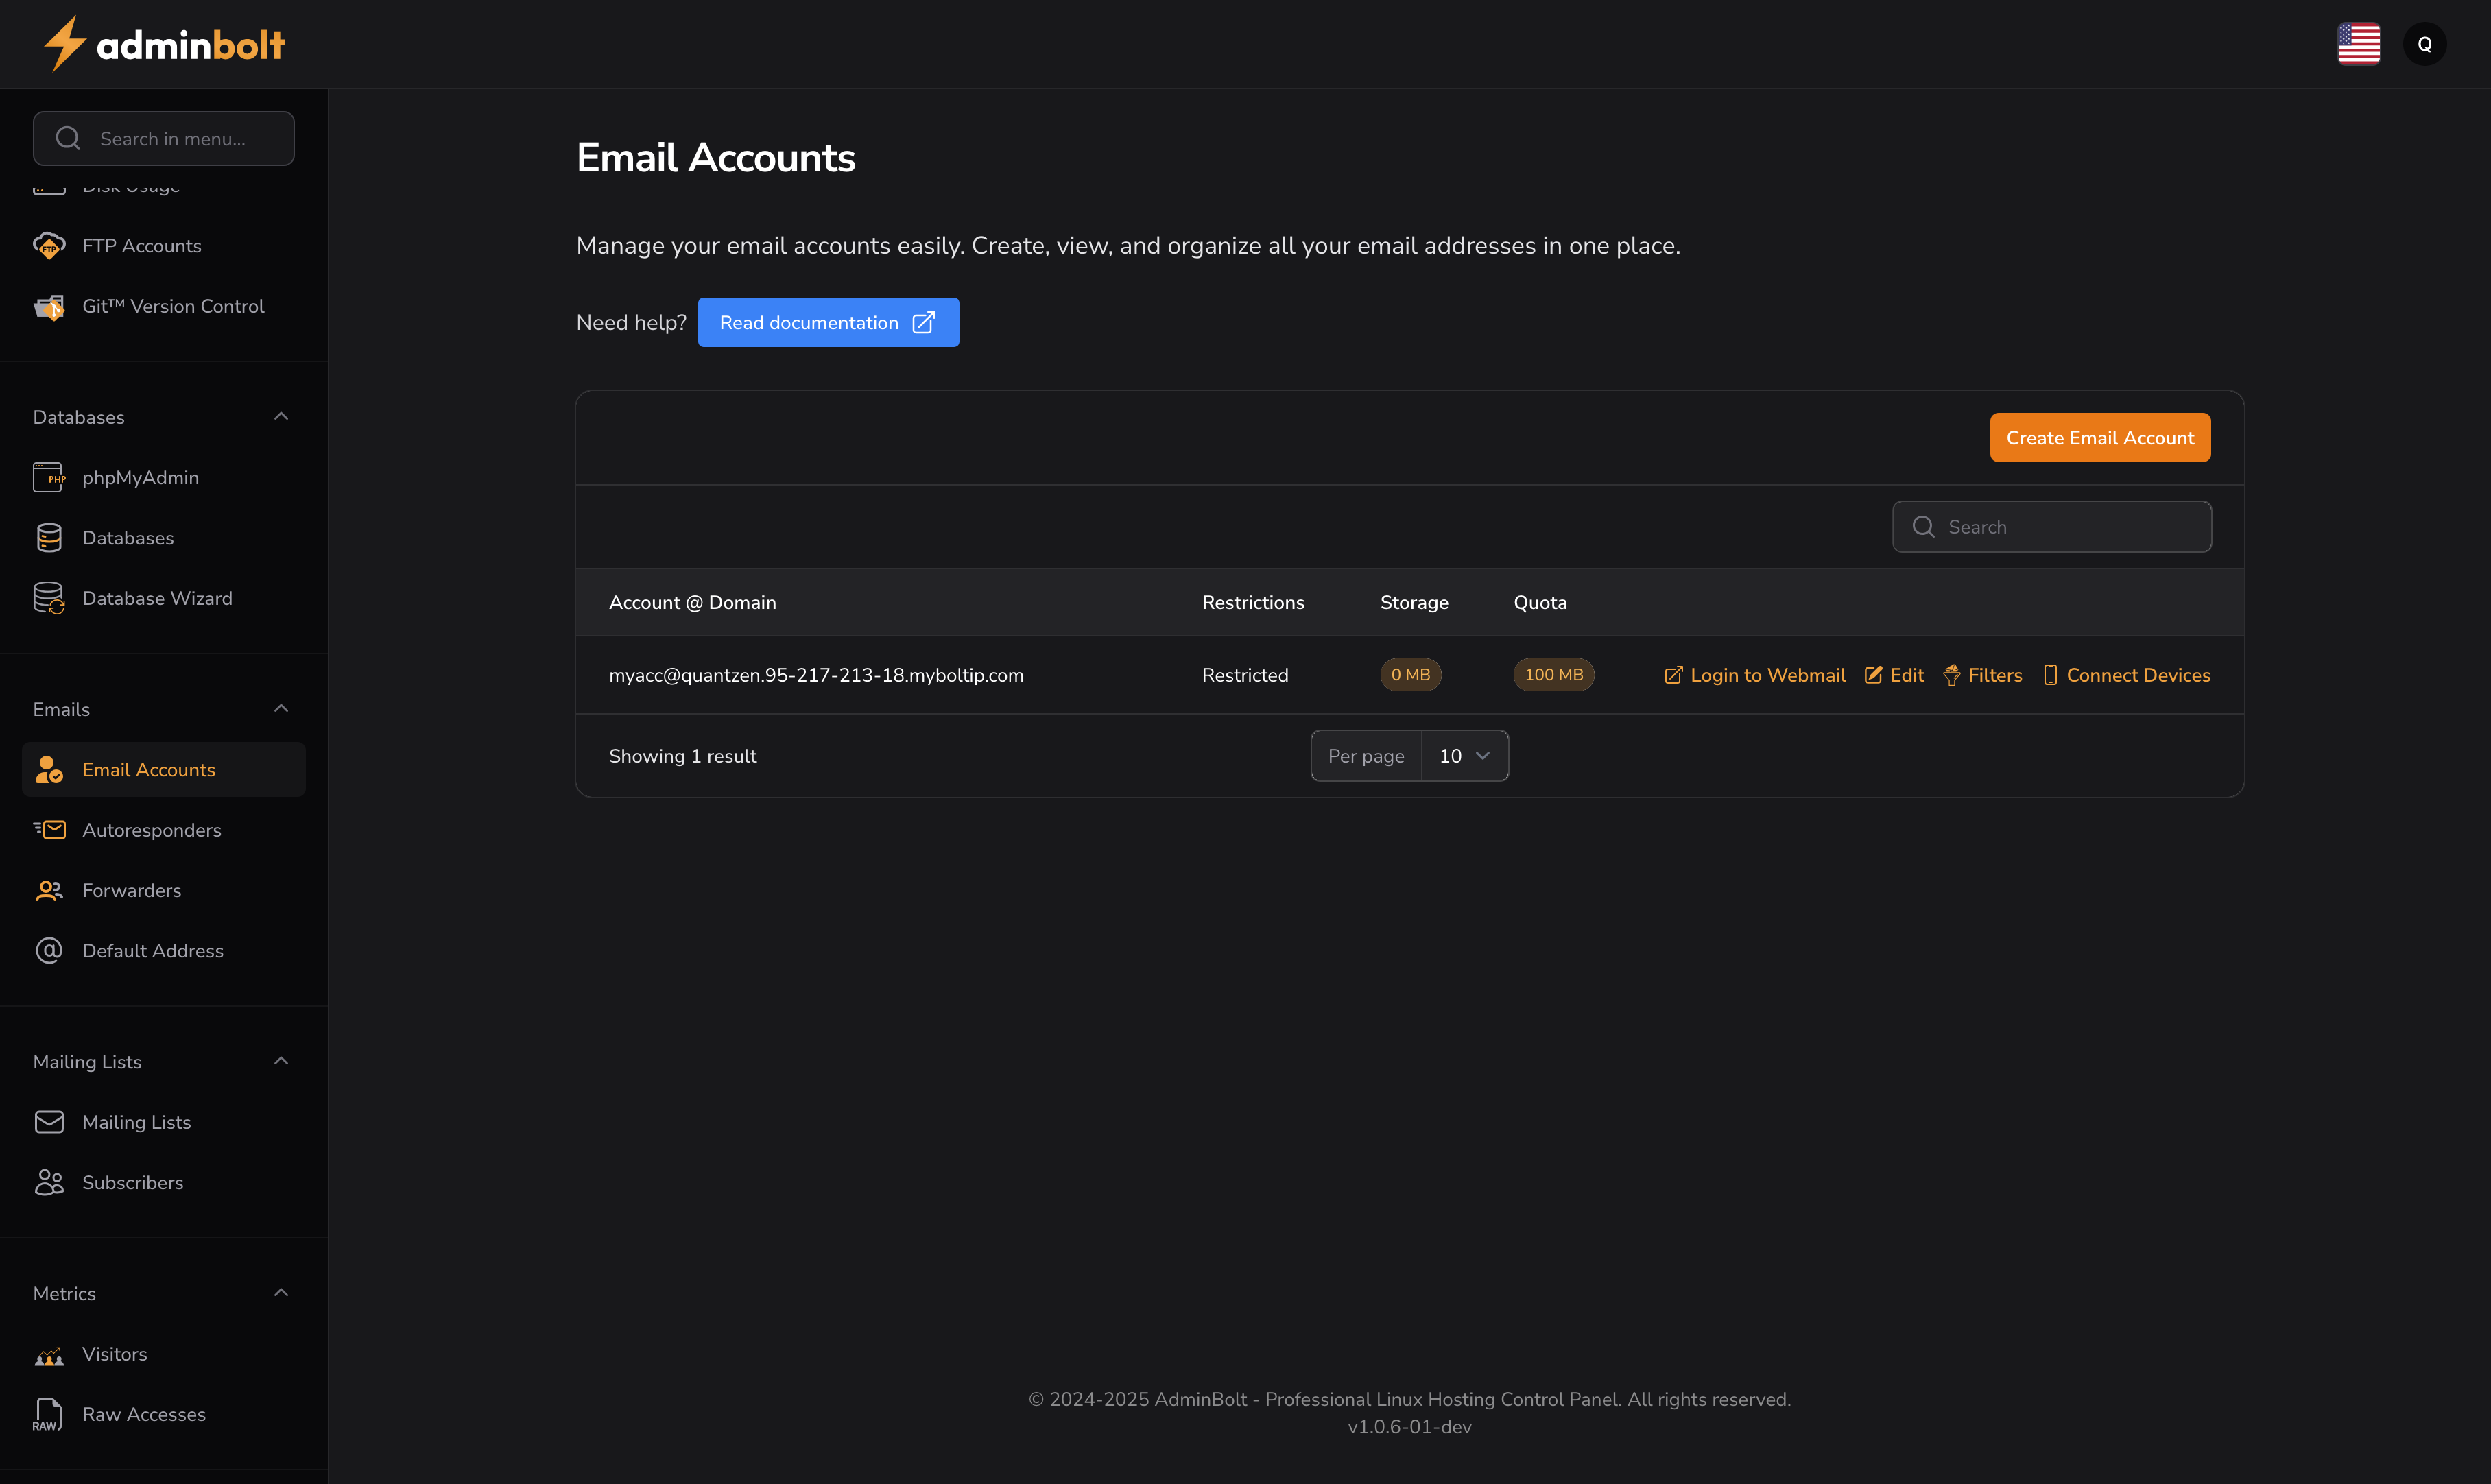 adminbolt
Q
Search in menu...
Disk Usage
FTP
FTP Accounts
Git™ Version Control
Databases
PHP
phpMyAdmin
Databases
Database Wizard
Emails
Email Accounts
Autoresponders
Forwarders
Default Address
Mailing Lists
Mailing Lists
Subscribers
Metrics
Visitors
RAW
Raw Accesses
Email Accounts
Manage your email accounts easily. Create, view, and organize all your email addresses in one place.
Need help? Read documentation
Create Email Account
Search
Account @ Domain Restrictions Storage Quota
myacc@quantzen.95-217-213-18.myboltip.com Restricted 0 MB 100 MB Login to Webmail Edit Filters Connect Devices
Showing 1 result Per page 10
© 2024-2025 AdminBolt - Professional Linux Hosting Control Panel. All rights reserved.
v1.0.6-01-dev